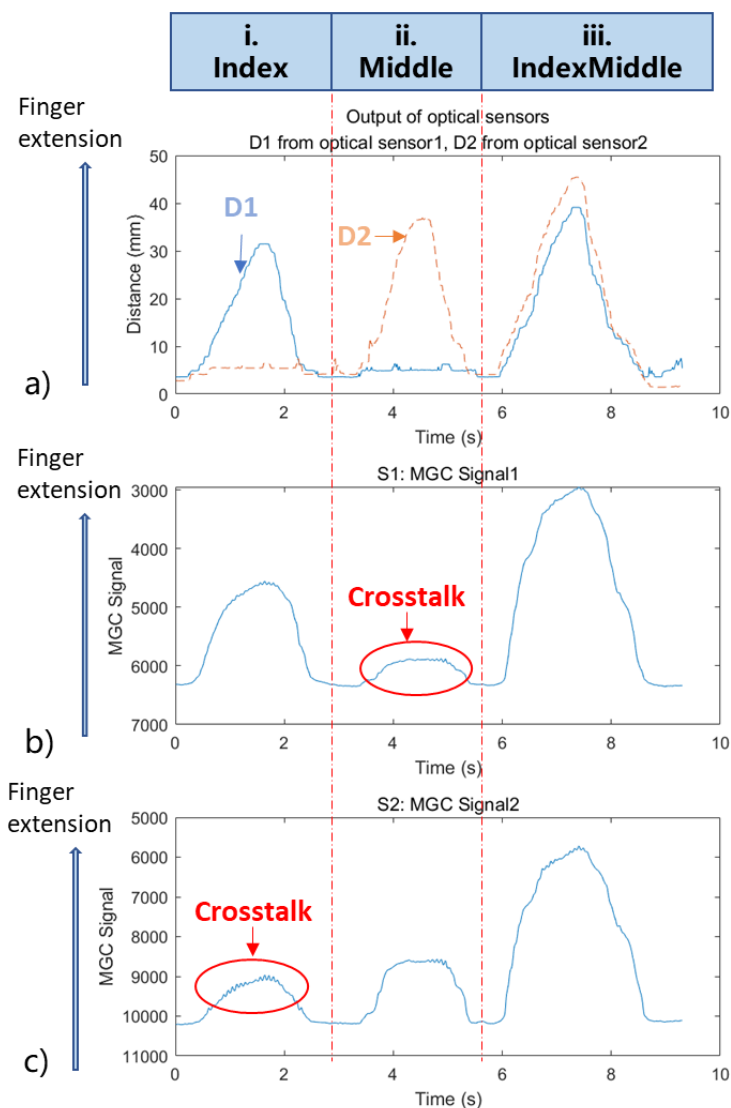 i.
Index
ii.
Middle
iii.
IndexMiddle
Finger
extension
Output of optical sensors
D1 from optical sensor1, D2 from optical sensor2
50
40
30
20
10
0
Distance (mm)
D1
D2
0 2 4 6 8 10
Time (s)
a)
Finger
extension
S1: MGC Signal1
3000
4000
5000
6000
7000
MGC Signal
Crosstalk
0 2 4 6 8 10
Time (s)
b)
Finger
extension
S2: MGC Signal2
5000
6000
7000
8000
9000
10000
11000
MGC Signal
Crosstalk
0 2 4 6 8 10
Time (s)
c)